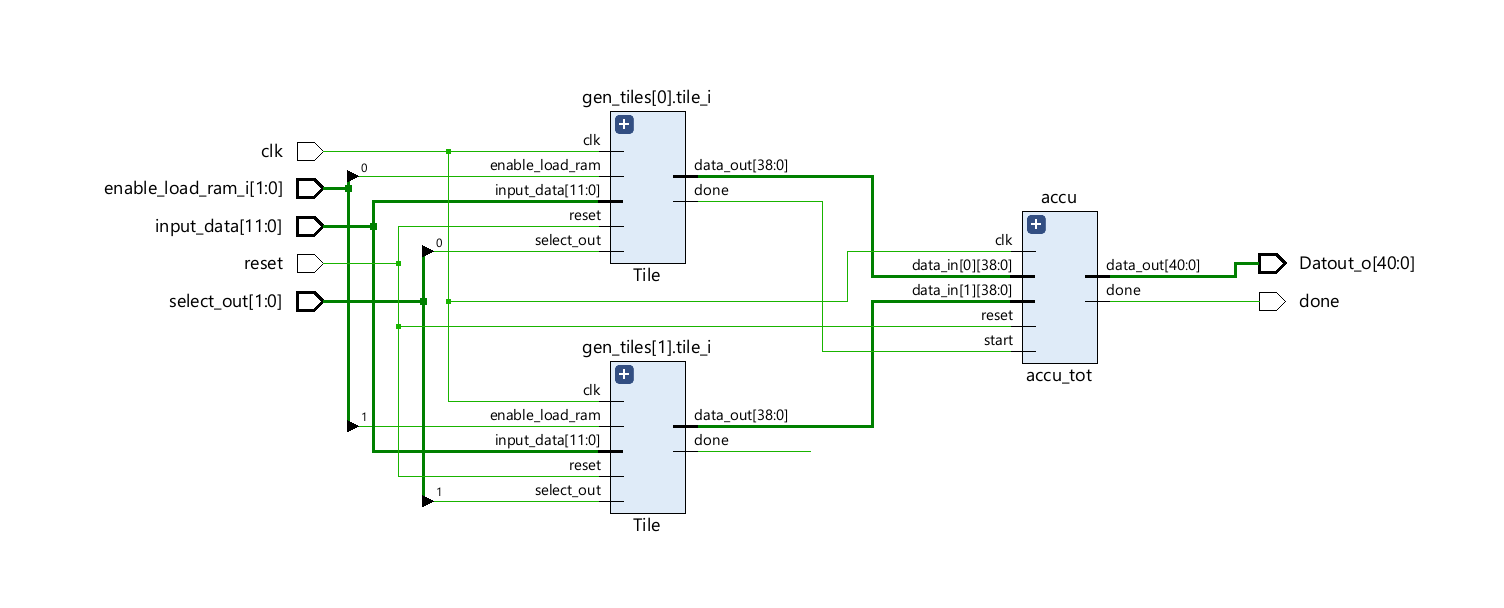 gen_tiles[0].tile_i
clk
enable_load_ram_i[1:0]
input_data[11:0]
reset
select_out[1:0]
0
0
clk
enable_load_ram
input_data[11:0]
reset
select_out
data_out[38:0]
done
Tile
gen_tiles[1].tile_i
1
1
clk
enable_load_ram
input_data[11:0]
reset
select_out
data_out[38:0]
done
Tile
accu
clk
data_in[0][38:0]
data_in[1][38:0]
reset
start
data_out[40:0]
done
accu_tot
Datout_o[40:0]
done